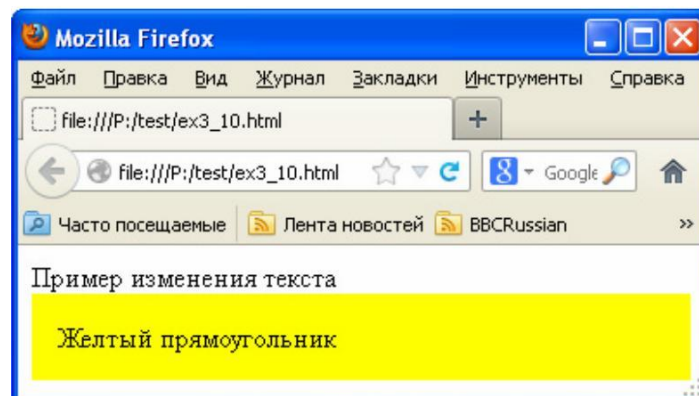 Mozilla Firefox
Файл Правка Вид Журнал Закладки Инструменты Справка
file:///P:/test/ex3_10.html +
file:///P:/test/ex3_10.html 8 Google
Часто посещаемые Лента новостей BBCRussian »
Пример изменения текста
Желтый прямоугольник